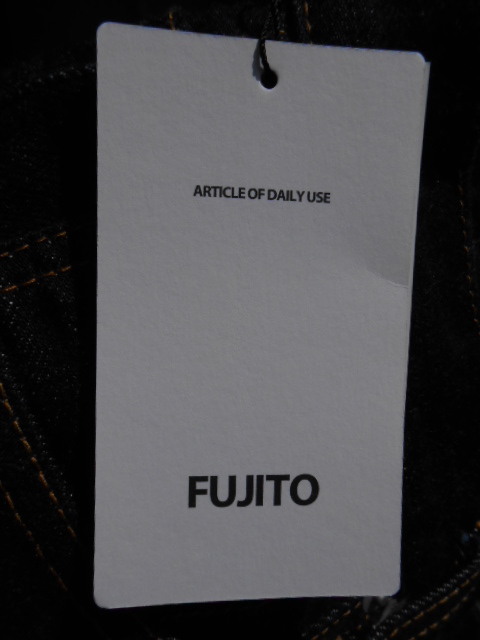 ARTICLE OF DAILY USE
FUJITO